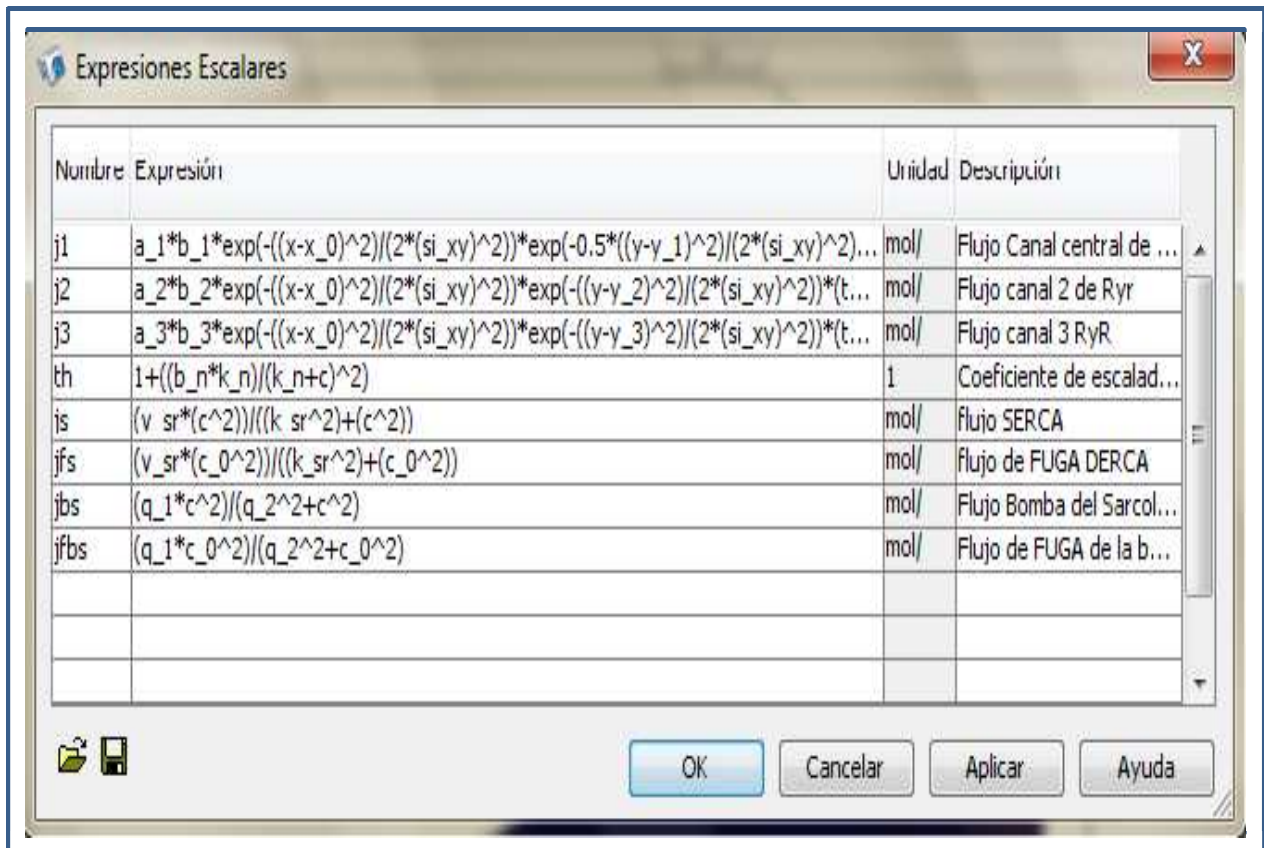 Expresiones Escalares
Nombre Expresión Unidad Descripción
j1 a_1*b_1*exp(-((x-x_0)^2)/(2*(si_xy)^2))*exp(-0.5*((y-y_1)^2)/(2*(si_xy)^2)... mol/ Flujo Canal central de ...
j2 a_2*b_2*exp(-((x-x_0)^2)/(2*(si_xy)^2))*exp(-((y-y_2)^2)/(2*(si_xy)^2))*(t... mol/ Flujo canal 2 de Ryr
j3 a_3*b_3*exp(-((x-x_0)^2)/(2*(si_xy)^2))*exp(-((y-y_3)^2)/(2*(si_xy)^2))*(t... mol/ Flujo canal 3 RyR
th 1+((b_n*k_n)/(k_n+c)^2) 1 Coeficiente de escalad...
js (v_sr*(c^2))/((k_sr^2)+(c^2)) mol/ flujo SERCA
jfs (v_sr*(c_0^2))/((k_sr^2)+(c_0^2)) mol/ flujo de FUGA DERCA
jbs (q_1*c^2)/(q_2^2+c^2) mol/ Flujo Bomba del Sarcol...
jfbs (q_1*c_0^2)/(q_2^2+c_0^2) mol/ Flujo de FUGA de la b...
OK Cancelar Aplicar Ayuda